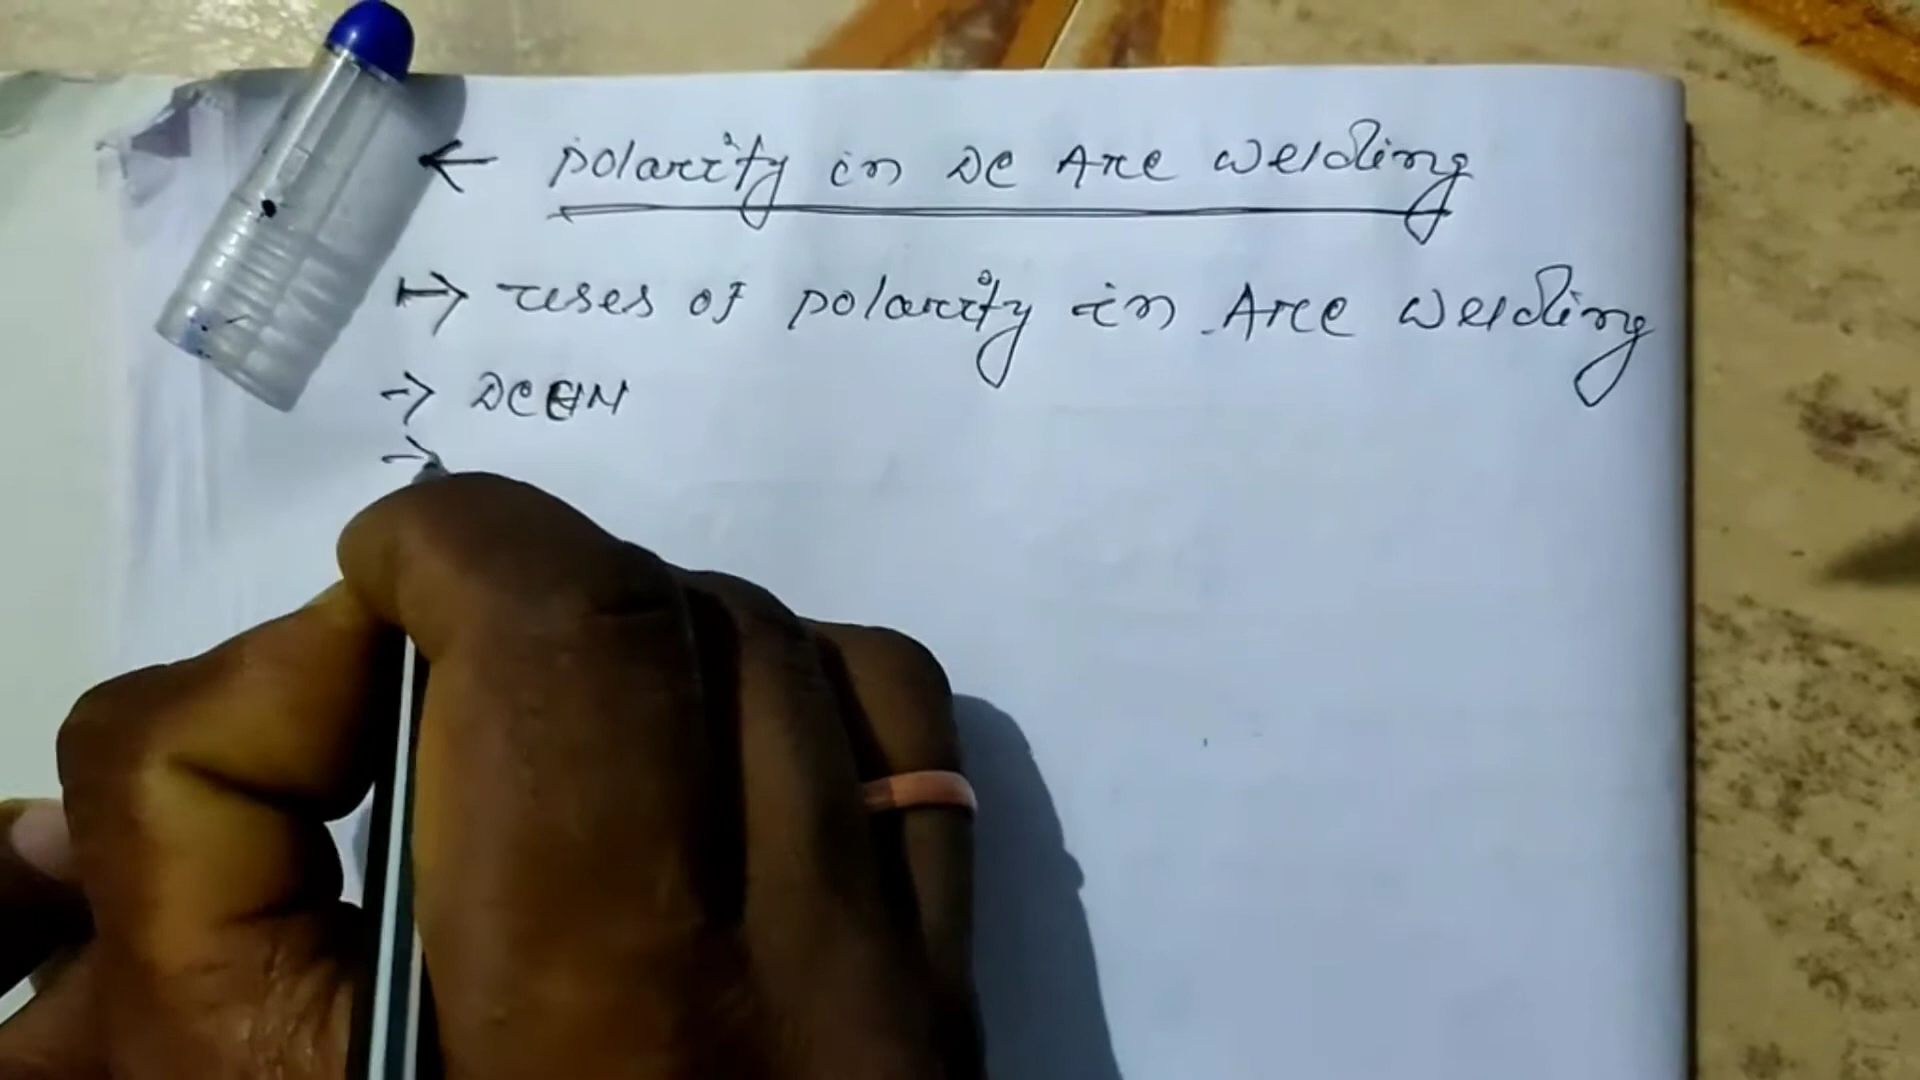 ← polarity in DC Arc Welding
→ uses of polarity in Arc Welding
→ DCEN
→